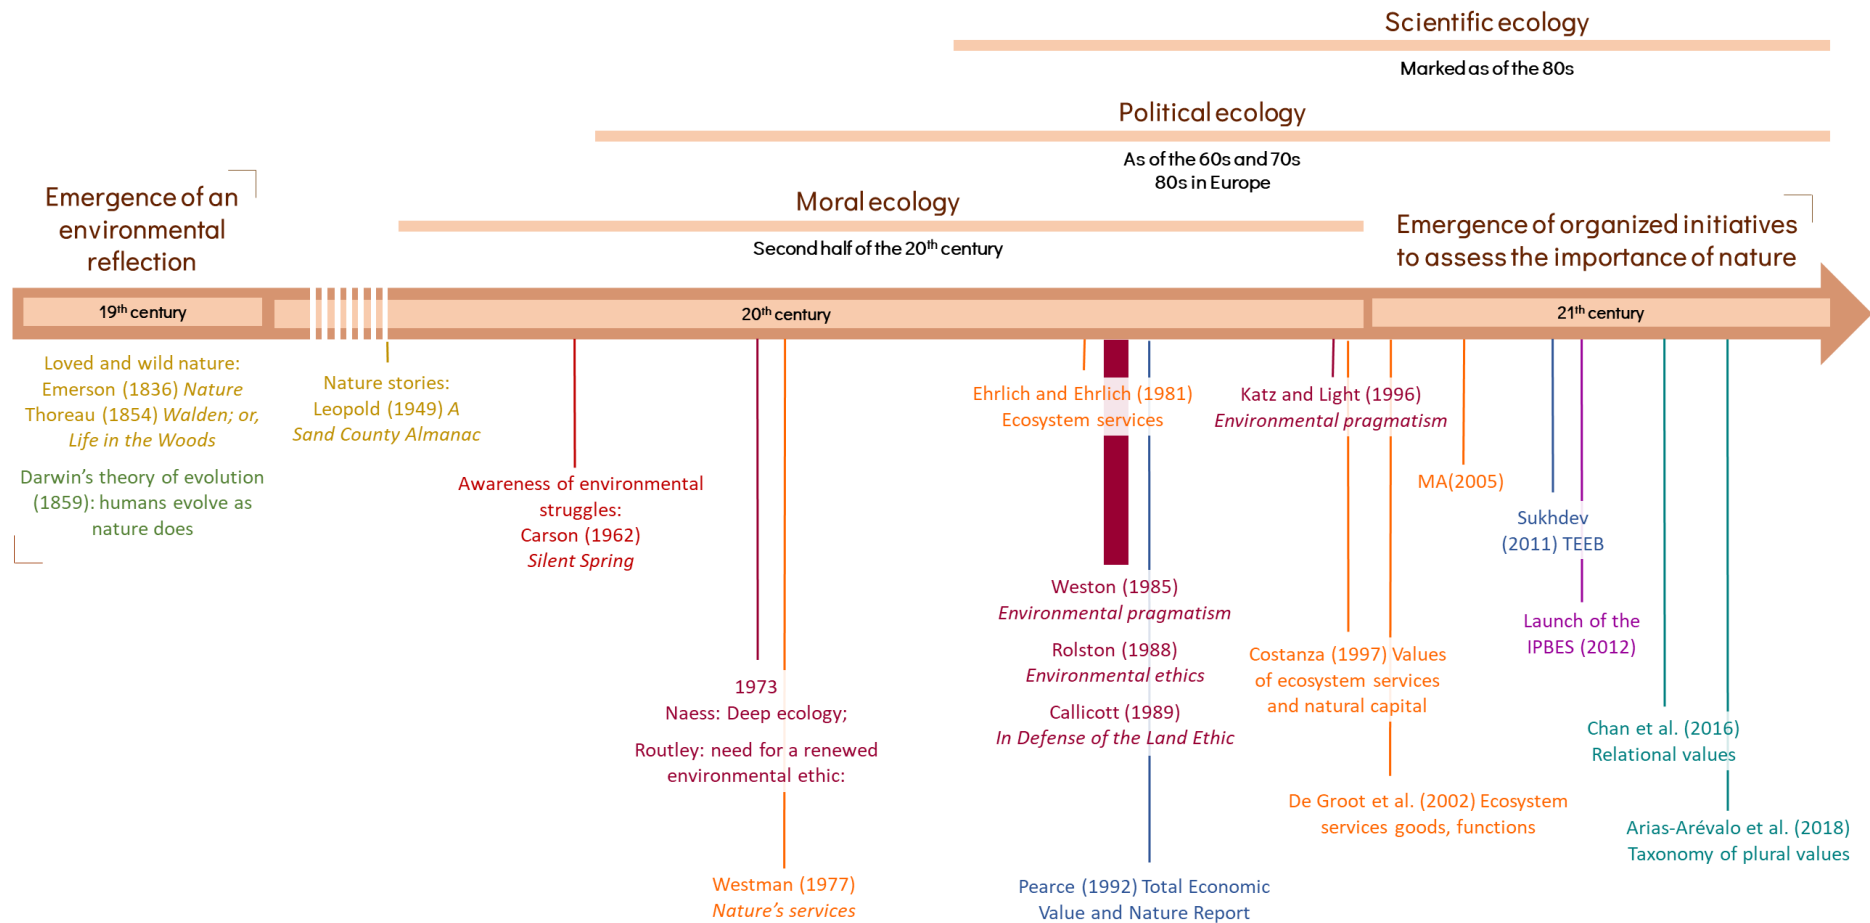 Scientific ecology
Marked as of the 80s
Political ecology
As of the 60s and 70s
80s in Europe
Moral ecology
Second half of the 20th century
Emergence of an
environmental
reflection
Emergence of organized initiatives
to assess the importance of nature
19th century
20th century
21th century
Loved and wild nature:
Emerson (1836) Nature
Thoreau (1854) Walden; or,
Life in the Woods
Darwin's theory of evolution
(1859): humans evolve as
nature does
Nature stories:
Leopold (1949) A
Sand County Almanac
Awareness of environmental
struggles:
Carson (1962)
Silent Spring
1973
Naess: Deep ecology;
Routley: need for a renewed
environmental ethic:
Westman (1977)
Nature's services
Ehrlich and Ehrlich (1981)
Ecosystem services
Weston (1985)
Environmental pragmatism
Rolston (1988)
Environmental ethics
Callicott (1989)
In Defense of the Land Ethic
Pearce (1992) Total Economic
Value and Nature Report
Katz and Light (1996)
Environmental pragmatism
Costanza (1997) Values
of ecosystem services
and natural capital
De Groot et al. (2002) Ecosystem
services goods, functions
MA(2005)
Sukhdev
(2011) TEEB
Launch of the
IPBES (2012)
Chan et al. (2016)
Relational values
Arias-Arévalo et al. (2018)
Taxonomy of plural values